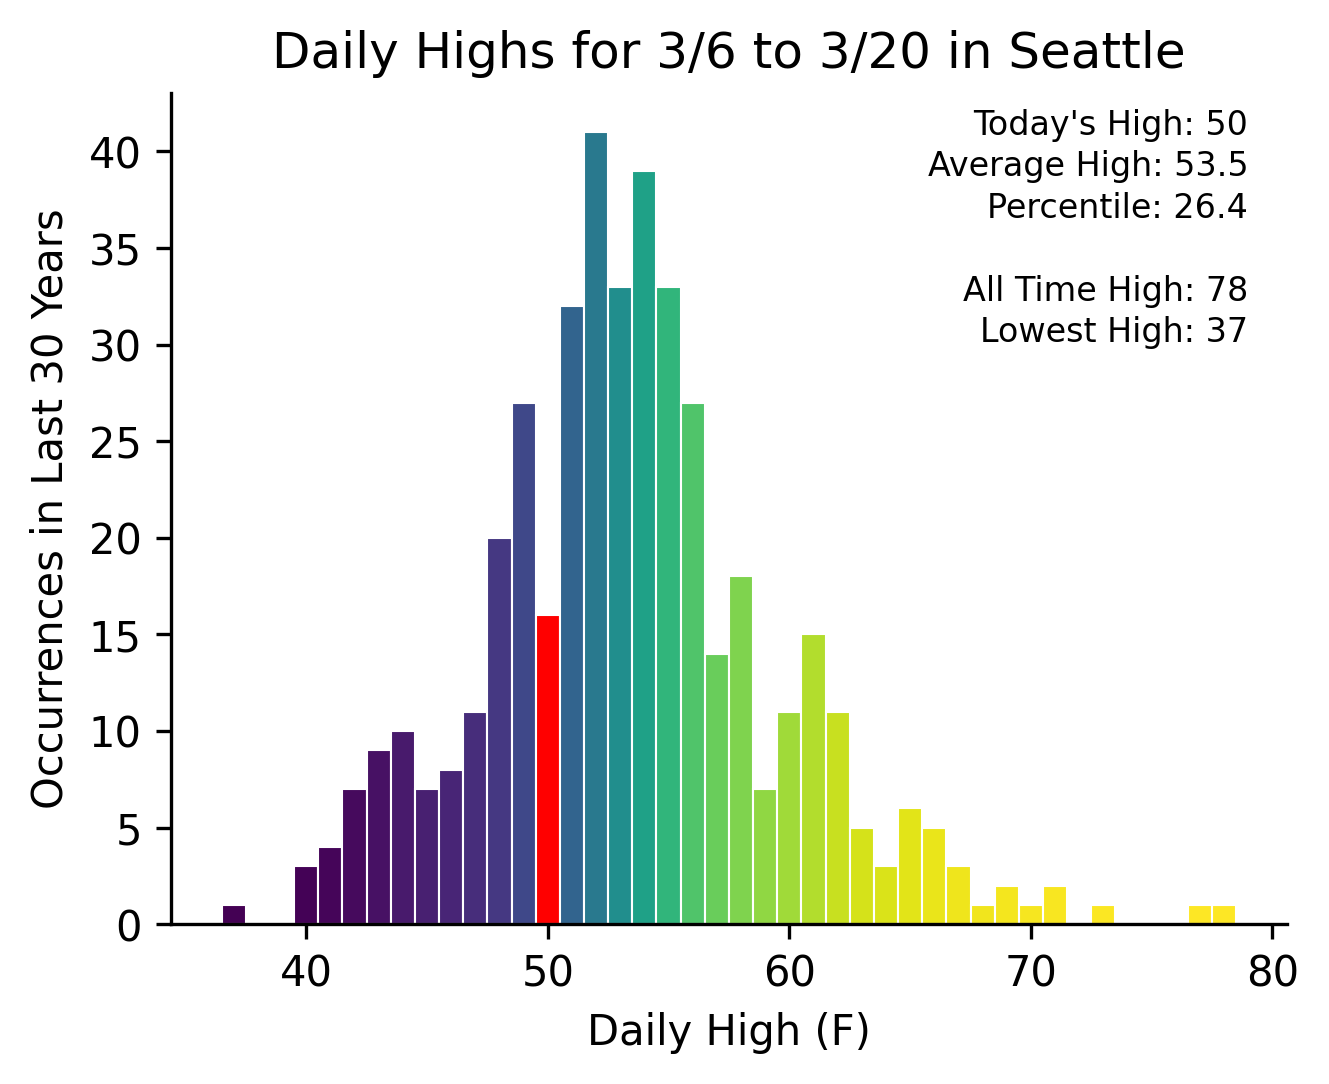 Daily Highs for 3/6 to 3/20 in Seattle
Today's High: 50
Average High: 53.5
Percentile: 26.4
All Time High: 78
Lowest High: 37
Occurrences in Last 30 Years
40
35
30
25
20
15
10
5
0
40 50 60 70 80
Daily High (F)